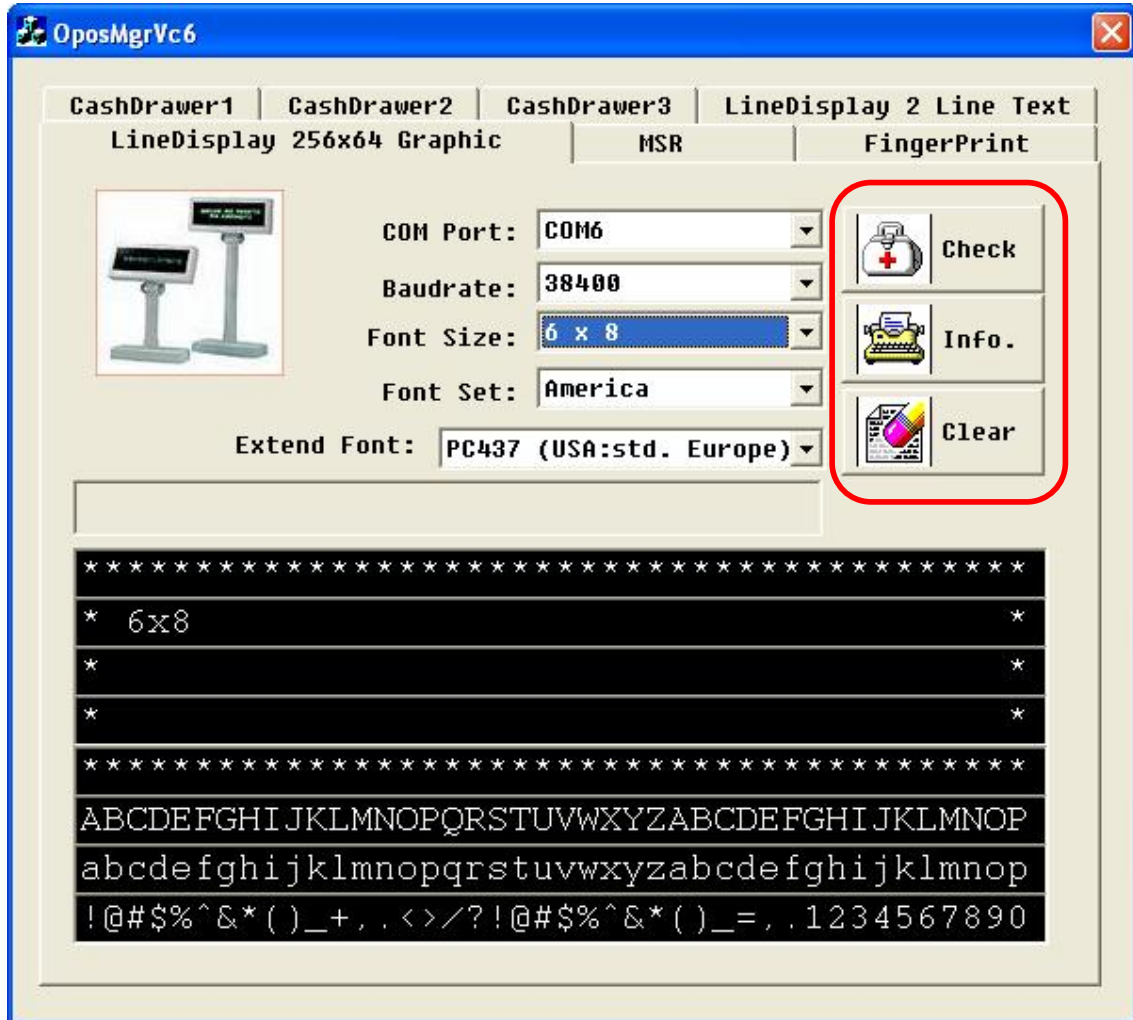 OposMgrVc6
CashDrawer1 CashDrawer2 CashDrawer3 LineDisplay 2 Line Text
LineDisplay 256x64 Graphic MSR FingerPrint
COM Port: COM6
Baudrate: 38400
Font Size: 6 x 8
Font Set: America
Extend Font: PC437 (USA:std. Europe)
Check
Info.
Clear
******************************************
* 6x8 *
* *
* *
******************************************
ABCDEFGHIJKLMNOPQRSTUVWXYZABCDEFGHIJKLMNOP
abcdefghijklmnopqrstuvwxyzabcdefghijklmnop
!@#$%^&*()_+,.<>/?!@#$%^&*()_=,.1234567890